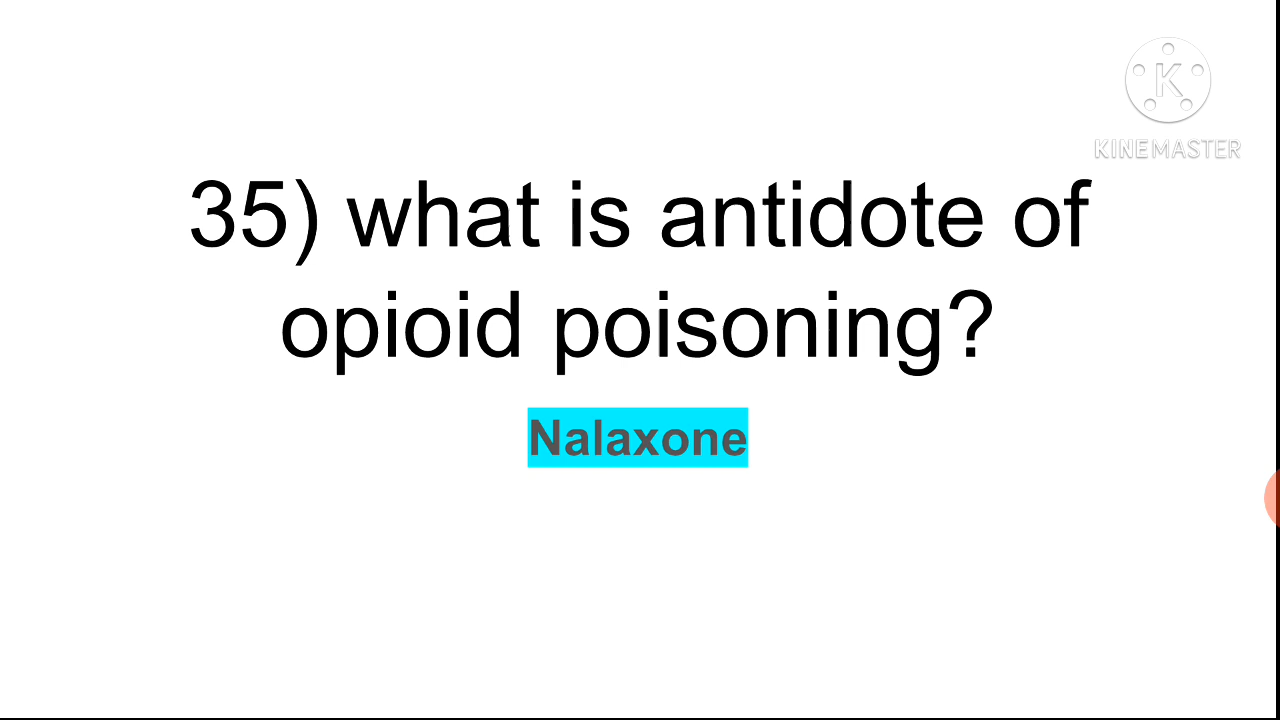 K
KINEMASTER
35) what is antidote of
opioid poisoning?
Nalaxone